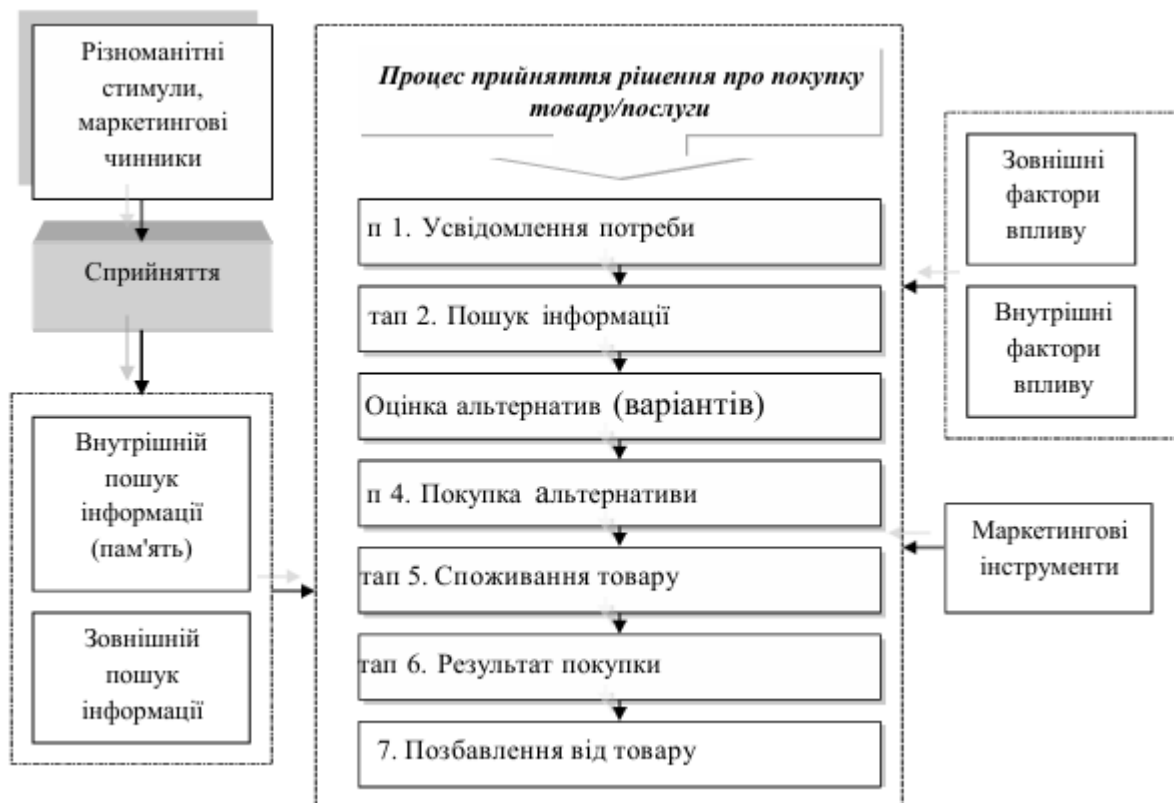 Різноманітні
стимули,
маркетингові
чинники
Сприйняття
Внутрішній
пошук
інформації
(пам'ять)
Зовнішній
пошук
інформації
Процес прийняття рішення про покупку
товару/послуги
п 1. Усвідомлення потреби
тап 2. Пошук інформації
Оцінка альтернатив (варіантів)
п 4. Покупка альтернативи
тап 5. Споживання товару
тап 6. Результат покупки
7. Позбавлення від товару
Зовнішні
фактори
впливу
Внутрішні
фактори
впливу
Маркетингові
інструменти